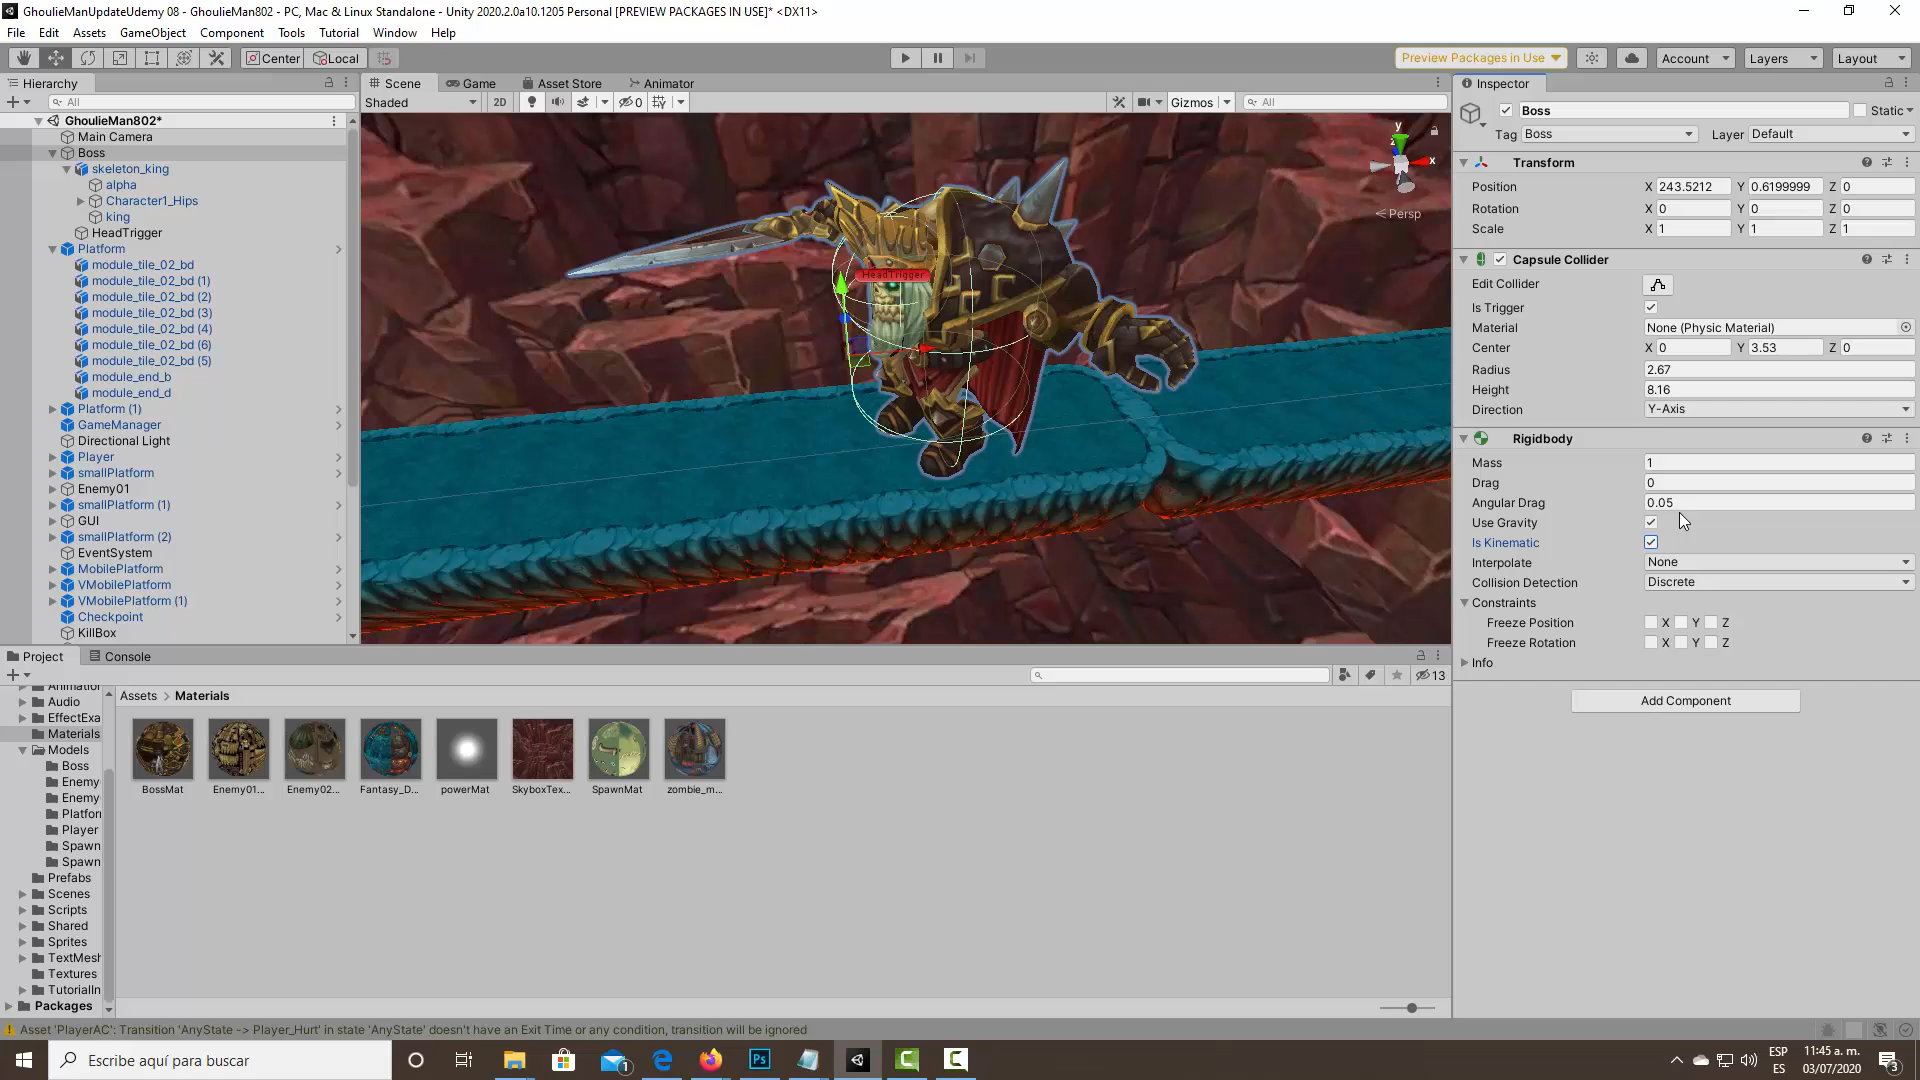 GhoulieManUpdateUdemy 08 - GhoulieMan802 - PC, Mac & Linux Standalone - Unity 2020.2.0a10.1205 Personal [PREVIEW PACKAGES IN USE]* <DX11>
File Edit Assets GameObject Component Tools Tutorial Window Help
Center Local Preview Packages in Use Account Layers Layout
Hierarchy
All
GhoulieMan802*
Main Camera
Boss
skeleton_king
alpha
Character1_Hips
king
HeadTrigger
Platform
module_tile_02_bd
module_tile_02_bd (1)
module_tile_02_bd (2)
module_tile_02_bd (3)
module_tile_02_bd (4)
module_tile_02_bd (6)
module_tile_02_bd (5)
module_end_b
module_end_d
Platform (1)
GameManager
Directional Light
Player
smallPlatform
Enemy01
smallPlatform (1)
GUI
smallPlatform (2)
EventSystem
MobilePlatform
VMobilePlatform
VMobilePlatform (1)
Checkpoint
KillBox
Scene Game Asset Store Animator
Shaded 2D 0 Gizmos All
y
x
Persp
HeadTrigger
Inspector
Boss Static
Tag Boss Layer Default
Transform
Position X 243.5212 Y 0.6199999 Z 0
Rotation X 0 Y 0 Z 0
Scale X 1 Y 1 Z 1
Capsule Collider
Edit Collider
Is Trigger
Material None (Physic Material)
Center X 0 Y 3.53 Z 0
Radius 2.67
Height 8.16
Direction Y-Axis
Rigidbody
Mass 1
Drag 0
Angular Drag 0.05
Use Gravity
Is Kinematic
Interpolate None
Collision Detection Discrete
Constraints
Freeze Position X Y Z
Freeze Rotation X Y Z
Info
Add Component
Project Console
13
Animation
Audio
EffectExa
Materials
Models
Boss
Enemy
Enemy
Platfor
Player
Spawn
Spawn
Prefabs
Scenes
Scripts
Shared
Sprites
TextMesh
Textures
TutorialIn
Packages
Assets > Materials
BossMat Enemy01... Enemy02... Fantasy_D... powerMat SkyboxTex... SpawnMat zombie_m...
Asset 'PlayerAC': Transition 'AnyState -> Player_Hurt' in state 'AnyState' doesn't have an Exit Time or any condition, transition will be ignored
Escribe aquí para buscar
1
Ps
ESP
ES
11:45 a. m.
03/07/2020
3